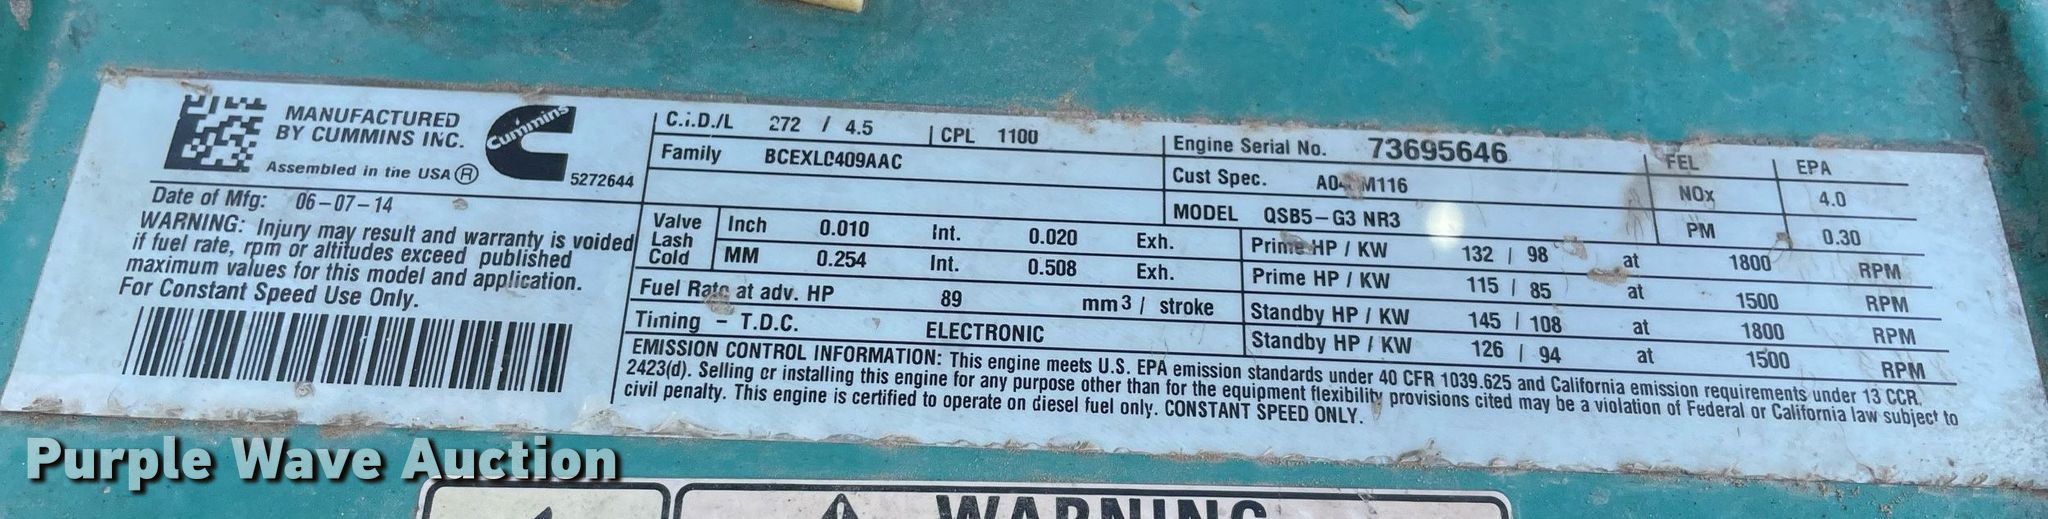 MANUFACTURED
BY CUMMINS INC.
Assembled in the USA ®
Cummins
5272644
Date of Mfg: 06-07-14
WARNING: Injury may result and warranty is voided
if fuel rate, rpm or altitudes exceed published
maximum values for this model and application.
For Constant Speed Use Only.
C.I.D./L 272 / 4.5 CPL 1100
Family BCEXL0409AAC
Engine Serial No. 73695646
Cust Spec.
MODEL QSB5-G3 NR3
FEL EPA
NOx 4.0
PM 0.30
Valve Lash Cold
Inch 0.010 Int. 0.020 Exh.
MM 0.254 Int. 0.508 Exh.
Fuel Rate at adv. HP 89 mm3 / stroke
Timing - T.D.C. ELECTRONIC
Prime HP / KW 132 / 98 at 1800 RPM
Prime HP / KW 115 / 85 at 1500 RPM
Standby HP / KW 145 / 108 at 1800 RPM
Standby HP / KW 126 / 94 at 1500 RPM
EMISSION CONTROL INFORMATION: This engine meets U.S. EPA emission standards under 40 CFR 1039.625 and California emission requirements under 13 CCR.
2423(d). Selling or installing this engine for any purpose other than for the equipment flexibility provisions cited may be a violation of Federal or California law subject to
civil penalty. This engine is certified to operate on diesel fuel only. CONSTANT SPEED ONLY.
Purple Wave Auction
WARNING